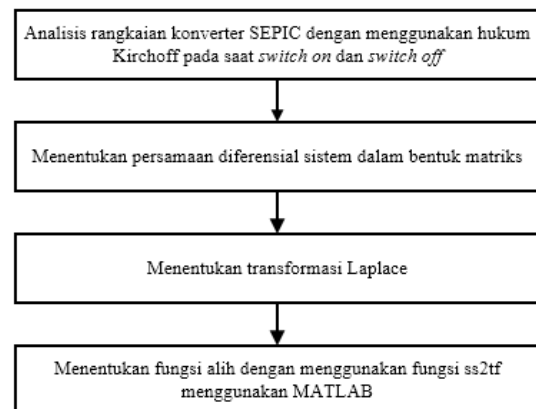 Analisis rangkaian konverter SEPIC dengan menggunakan hukum
Kirchoff pada saat switch on dan switch off
Menentukan persamaan diferensial sistem dalam bentuk matriks
Menentukan transformasi Laplace
Menentukan fungsi alih dengan menggunakan fungsi ss2tf
menggunakan MATLAB